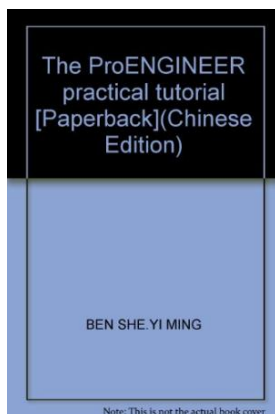 The ProENGINEER
practical tutorial
[Paperback](Chinese
Edition)
BEN SHE.YI MING
Note: This is not the actual book cover